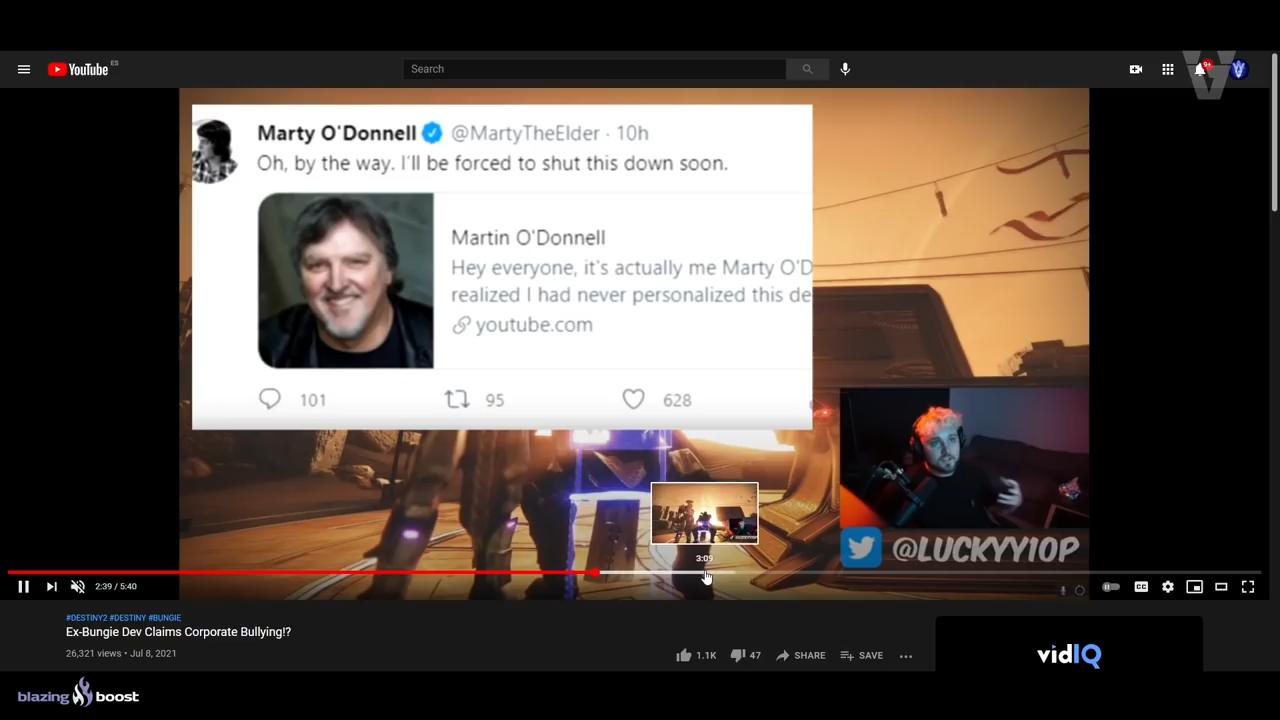 YouTube ES
Search
9+
Marty O'Donnell @MartyTheElder · 10h
Oh, by the way. I'll be forced to shut this down soon.
Martin O'Donnell
Hey everyone, it's actually me Marty O'D
realized I had never personalized this de
youtube.com
101 95 628
@LUCKYY10P
3:09
2:39 / 5:40
CC
#DESTINY2 #DESTINY #BUNGIE
Ex-Bungie Dev Claims Corporate Bullying!?
26,321 views • Jul 8, 2021
1.1K 47 SHARE SAVE
vidIQ
blazing boost